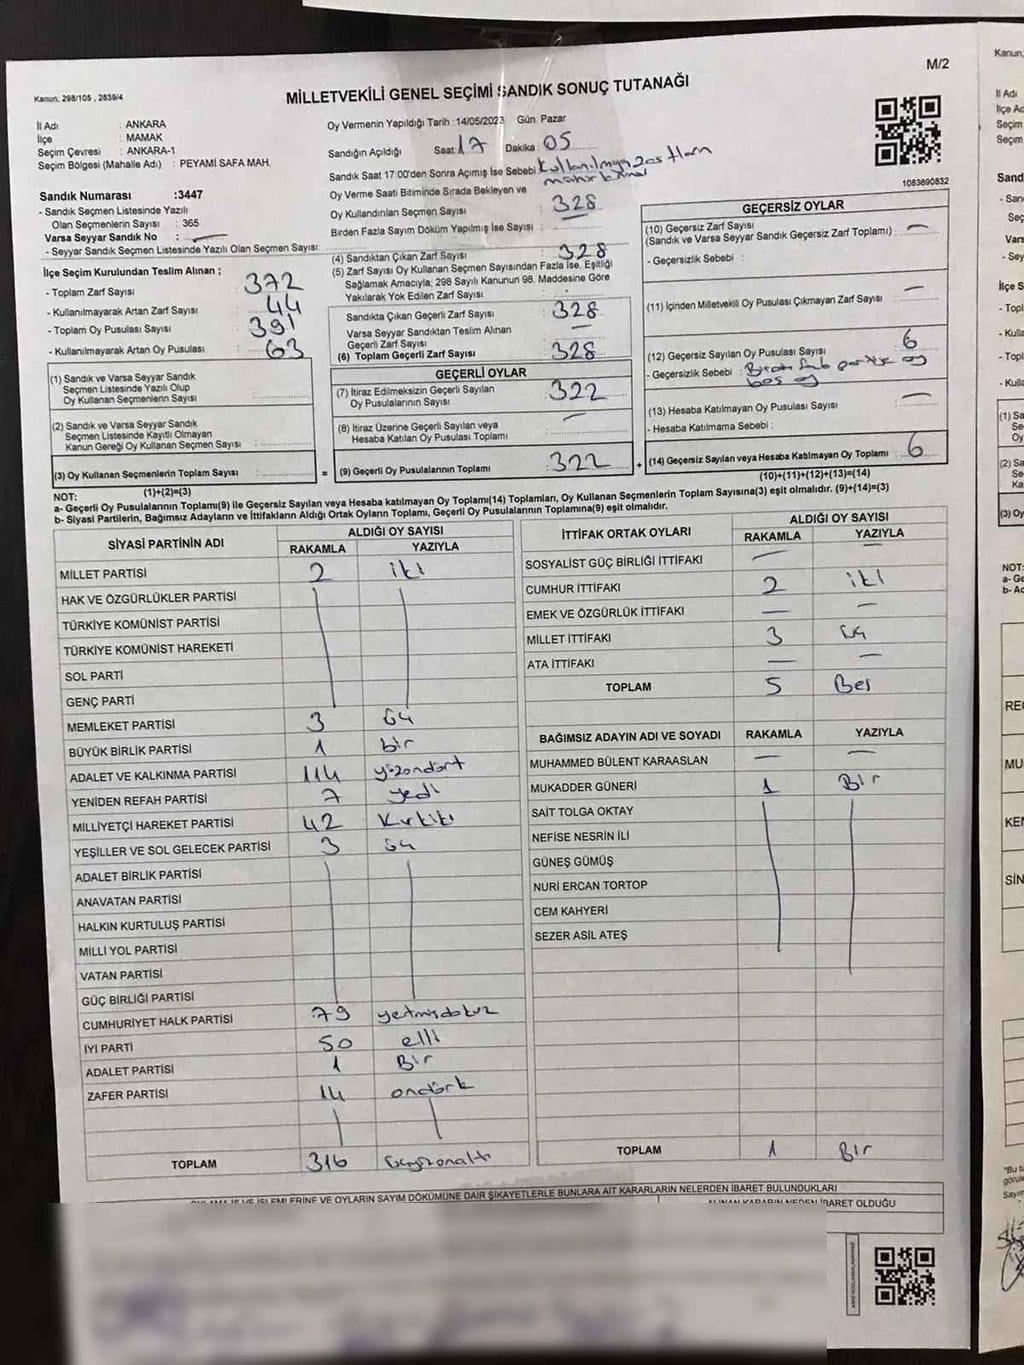 M/2
Kanun: 298/105 , 2839/4
MİLLETVEKİLİ GENEL SEÇİMİ SANDIK SONUÇ TUTANAĞI
İl Adı : ANKARA
İlçe : MAMAK
Seçim Çevresi : ANKARA-1
Seçim Bölgesi (Mahalle Adı) : PEYAMİ SAFA MAH.
Sandık Numarası :3447
- Sandık Seçmen Listesinde Yazılı
Olan Seçmenlerin Sayısı : 365
Varsa Seyyar Sandık No :
- Seyyar Sandık Seçmen Listesinde Yazılı Olan Seçmen Sayısı:
İlçe Seçim Kurulundan Teslim Alınan ;
- Toplam Zarf Sayısı : 372
- Kullanılmayarak Artan Zarf Sayısı : 44
- Toplam Oy Pusulası Sayısı : 391
- Kullanılmayarak Artan Oy Pusulası : 63
Oy Vermenin Yapıldığı Tarih :14/05/2023 Gün: Pazar
Sandığın Açıldığı Saat:17 Dakika:05
Sandık Saat 17:00'den Sonra Açımış İse Sebebi:
Oy Verme Saati Bitiminde Sırada Bekleyen ve
Oy Kullandırılan Seçmen Sayısı : 328
Birden Fazla Sayım Döküm Yapılmış İse Sayısı :
(4) Sandıktan Çıkan Zarf Sayısı : 328
(5) Zarf Sayısı Oy Kullanan Seçmen Sayısından Fazla İse, Eşitliği
Sağlamak Amacıyla, 298 Sayılı Kanunun 98. Maddesine Göre
Yakılarak Yok Edilen Zarf Sayısı :
Sandıkta Çıkan Geçerli Zarf Sayısı : 328
Varsa Seyyar Sandıktan Teslim Alınan
Geçerli Zarf Sayısı : —
(6) Toplam Geçerli Zarf Sayısı : 328
1083690832
GEÇERSİZ OYLAR
(10) Geçersiz Zarf Sayısı : —
(Sandık ve Varsa Seyyar Sandık Geçersiz Zarf Toplamı)
- Geçersizlik Sebebi :
(11) İçinden Milletvekili Oy Pusulası Çıkmayan Zarf Sayısı : —
(12) Geçersiz Sayılan Oy Pusulası Sayısı : 6
- Geçersizlik Sebebi :
boş oy
(13) Hesaba Katılmayan Oy Pusulası Sayısı : —
- Hesaba Katılmama Sebebi :
(14) Geçersiz Sayılan veya Hesaba Katılmayan Oy Toplamı : 6
(10)+(11)+(12)+(13)=(14)
(1) Sandık ve Varsa Seyyar Sandık
Seçmen Listesinde Yazılı Olup
Oy Kullanan Seçmenlerin Sayısı :
(2) Sandık ve Varsa Seyyar Sandık
Seçmen Listesinde Kayıtlı Olmayan
Kanun Gereği Oy Kullanan Seçmen Sayısı :
(3) Oy Kullanan Seçmenlerin Toplam Sayısı :
(1)+(2)=(3)
GEÇERLİ OYLAR
(7) İtiraz Edilmeksizin Geçerli Sayılan
Oy Pusulalarının Sayısı : 322
(8) İtiraz Üzerine Geçerli Sayılan veya
Hesaba Katılan Oy Pusulası Toplamı : —
= (9) Geçerli Oy Pusulalarının Toplamı : 322 +
NOT:
a- Geçerli Oy Pusulalarının Toplamı(9) ile Geçersiz Sayılan veya Hesaba katılmayan Oy Toplamı(14) Toplamları, Oy Kullanan Seçmenlerin Toplam Sayısına(3) eşit olmalıdır. (9)+(14)=(3)
b- Siyasi Partilerin, Bağımsız Adayların ve İttifakların Aldığı Ortak Oyların Toplamı, Geçerli Oy Pusulalarının Toplamına(9) eşit olmalıdır.
SİYASİ PARTİNİN ADI ALDIĞI OY SAYISI
RAKAMLA YAZIYLA
MİLLET PARTİSİ 2 iki
HAK VE ÖZGÜRLÜKLER PARTİSİ
TÜRKİYE KOMÜNİST PARTİSİ
TÜRKİYE KOMÜNİST HAREKETİ
SOL PARTİ
GENÇ PARTİ
MEMLEKET PARTİSİ 3 üç
BÜYÜK BİRLİK PARTİSİ 1 bir
ADALET VE KALKINMA PARTİSİ 114 yüzondört
YENİDEN REFAH PARTİSİ 7 yedi
MİLLİYETÇİ HAREKET PARTİSİ 42 Kırkiki
YEŞİLLER VE SOL GELECEK PARTİSİ 3 üç
ADALET BİRLİK PARTİSİ
ANAVATAN PARTİSİ
HALKIN KURTULUŞ PARTİSİ
MİLLİ YOL PARTİSİ
VATAN PARTİSİ
GÜÇ BİRLİĞİ PARTİSİ
CUMHURİYET HALK PARTİSİ 79 yetmişdokuz
İYİ PARTİ 50 elli
ADALET PARTİSİ 1 Bir
ZAFER PARTİSİ 14 ondört
TOPLAM 316 üçyüzonaltı
İTTİFAK ORTAK OYLARI ALDIĞI OY SAYISI
RAKAMLA YAZIYLA
SOSYALİST GÜÇ BİRLİĞİ İTTİFAKI — —
CUMHUR İTTİFAKI 2 iki
EMEK VE ÖZGÜRLÜK İTTİFAKI — —
MİLLET İTTİFAKI 3 üç
ATA İTTİFAKI — —
TOPLAM 5 Beş
BAĞIMSIZ ADAYIN ADI VE SOYADI RAKAMLA YAZIYLA
MUHAMMED BÜLENT KARAASLAN — —
MUKADDER GÜNERİ 1 Bir
SAİT TOLGA OKTAY
NEFİSE NESRİN İLİ
GÜNEŞ GÜMÜŞ
NURİ ERCAN TORTOP
CEM KAHYERİ
SEZER ASİL ATEŞ
TOPLAM 1 Bir
OYLAMA İŞ VE İŞLEMLERİNE VE OYLARIN SAYIM DÖKÜMÜNE DAİR ŞİKAYETLERLE BUNLARA AİT KARARLARIN NELERDEN İBARET BULUNDUKLARI
ALINAN KARARIN NEDEN İBARET OLDUĞU
Kanun:
İl Adı
İlçe Ad
Seçim
Seçim
NOT: